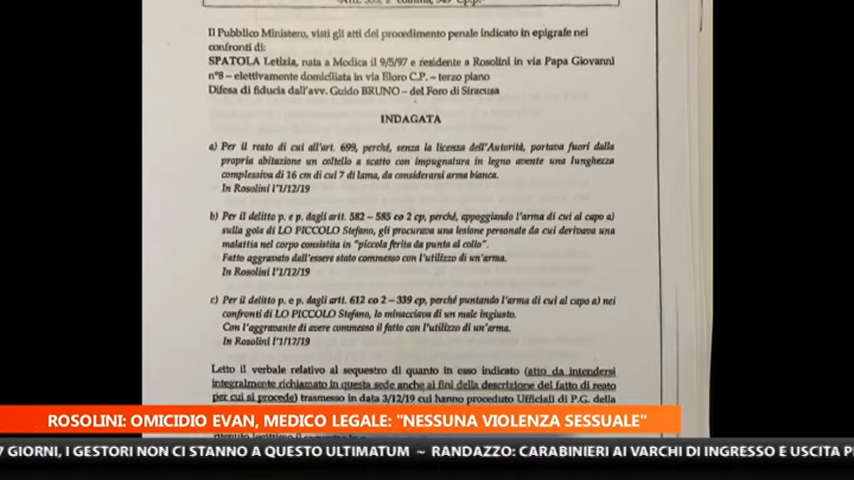 Il Pubblico Ministero, visti gli atti del procedimento penale indicato in epigrafe nei
confronti di:
SPATOLA Letizia, nata a Modica il 9/5/97 e residente a Rosolini in via Papa Giovanni
n°8 – elettivamente domiciliata in via Eloro C.P. – terzo piano
Difesa di fiducia dall'avv. Guido BRUNO – del Foro di Siracusa
INDAGATA
a) Per il reato di cui all'art. 699, perché, senza la licenza dell'Autorità, portava fuori dalla
propria abitazione un coltello a scatto con impugnatura in legno avente una lunghezza
complessiva di 16 cm di cui 7 di lama, da considerarsi arma bianca.
In Rosolini l'1/12/19
b) Per il delitto p. e p. dagli artt. 582 – 585 co 2 cp, perché, appoggiando l'arma di cui al capo a)
sulla gola di LO PICCOLO Stefano, gli procurava una lesione personale da cui derivava una
malattia nel corpo consistita in "piccola ferita da punta al collo".
Fatto aggravato dall'essere stato commesso con l'utilizzo di un'arma.
In Rosolini l'1/12/19
c) Per il delitto p. e p. dagli artt. 612 co 2 – 339 cp, perché puntando l'arma di cui al capo a) nei
confronti di LO PICCOLO Stefano, lo minacciava di un male ingiusto.
Con l'aggravante di avere commesso il fatto con l'utilizzo di un'arma.
In Rosolini l'1/12/19
Letto il verbale relativo al sequestro di quanto in esso indicato (atto da intendersi
integralmente richiamato in questa sede anche ai fini della descrizione del fatto di reato
per cui si procede) trasmesso in data 3/12/19 cui hanno proceduto Ufficiali di P.G. della
ROSOLINI: OMICIDIO EVAN, MEDICO LEGALE: "NESSUNA VIOLENZA SESSUALE"
7 GIORNI, I GESTORI NON CI STANNO A QUESTO ULTIMATUM ~ RANDAZZO: CARABINIERI AI VARCHI DI INGRESSO E USCITA